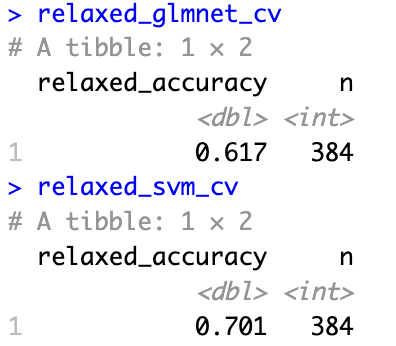 > relaxed_glmnet_cv
# A tibble: 1 × 2
relaxed_accuracy n
<dbl> <int>
1 0.617 384
> relaxed_svm_cv
# A tibble: 1 × 2
relaxed_accuracy n
<dbl> <int>
1 0.701 384